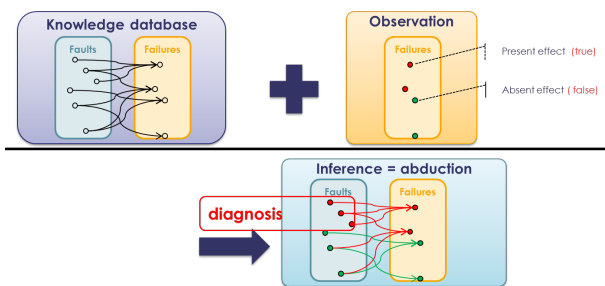 Knowledge database
Faults
Failures
Observation
Failures
Present effect (true)
Absent effect ( false)
Inference = abduction
Faults
Failures
diagnosis